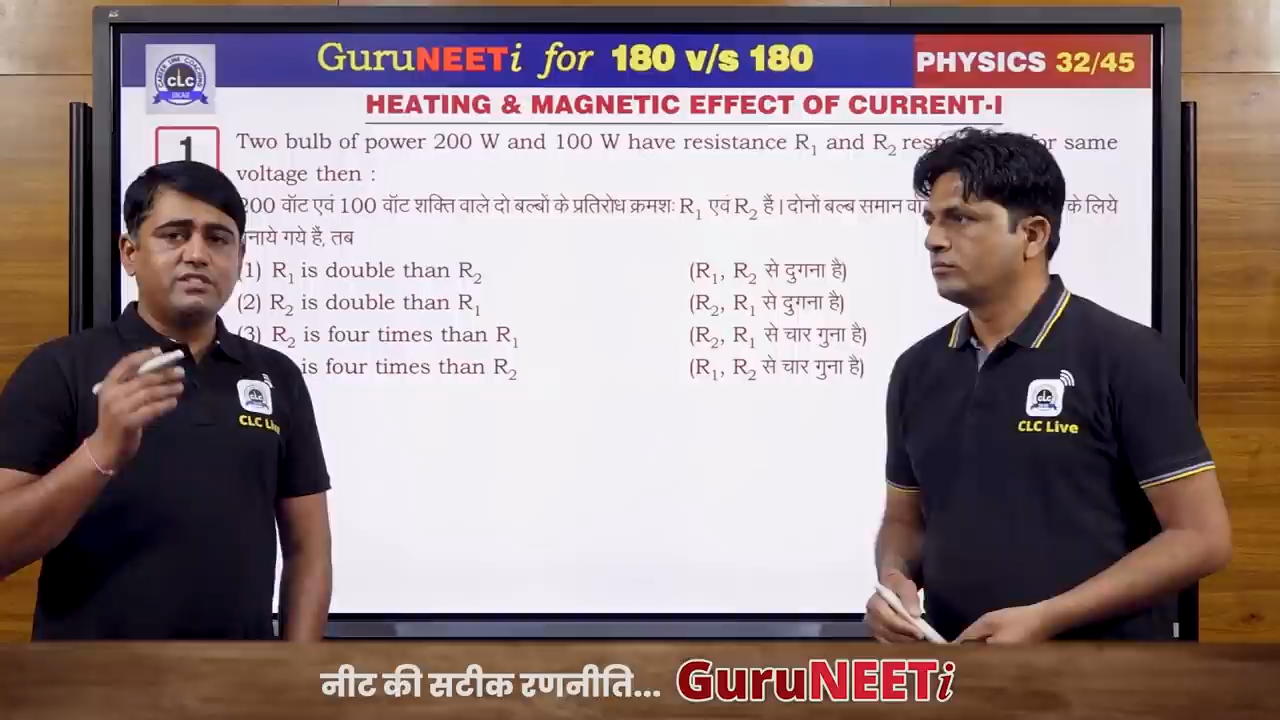 GuruNEETi for 180 v/s 180
PHYSICS 32/45
CLC
HEATING & MAGNETIC EFFECT OF CURRENT-I
1
Two bulb of power 200 W and 100 W have resistance R₁ and R₂ for same
voltage then :
200 वॉट एवं 100 वॉट शक्ति वाले दो बल्बों के प्रतिरोध क्रमशः R₁ एवं R₂ हैं। दोनों बल्ब समान के लिये
बनाये गये हैं, तब
(1) R₁ is double than R₂ (R₁, R₂ से दुगना है)
(2) R₂ is double than R₁ (R₂, R₁ से दुगना है)
(3) R₂ is four times than R₁ (R₂, R₁ से चार गुना है)
is four times than R₂ (R₁, R₂ से चार गुना है)
CLC Live
CLC Live
नीट की सटीक रणनीति... GuruNEETi